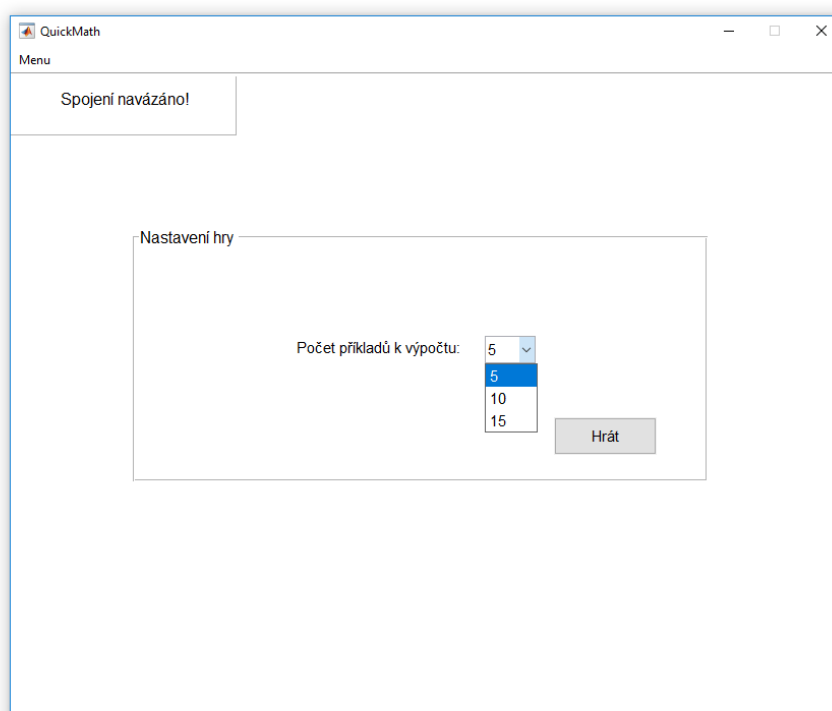 QuickMath
Menu
Spojení navázáno!
Nastavení hry
Počet příkladů k výpočtu:
5
5
10
15
Hrát